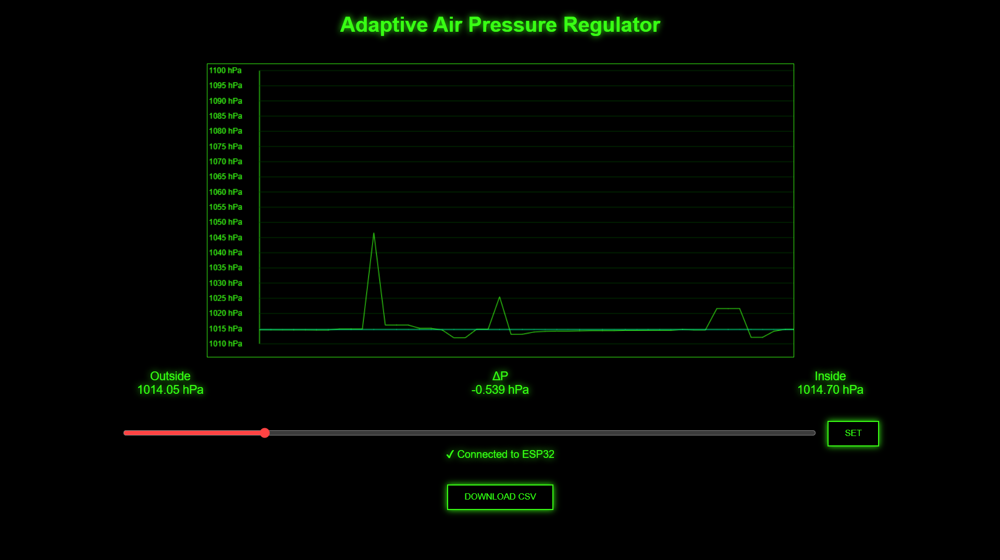 Adaptive Air Pressure Regulator
1100 hPa
1095 hPa
1090 hPa
1085 hPa
1080 hPa
1075 hPa
1070 hPa
1065 hPa
1060 hPa
1055 hPa
1050 hPa
1045 hPa
1040 hPa
1035 hPa
1030 hPa
1025 hPa
1020 hPa
1015 hPa
1010 hPa
Outside
1014.05 hPa
ΔP
-0.539 hPa
Inside
1014.70 hPa
SET
✓ Connected to ESP32
DOWNLOAD CSV